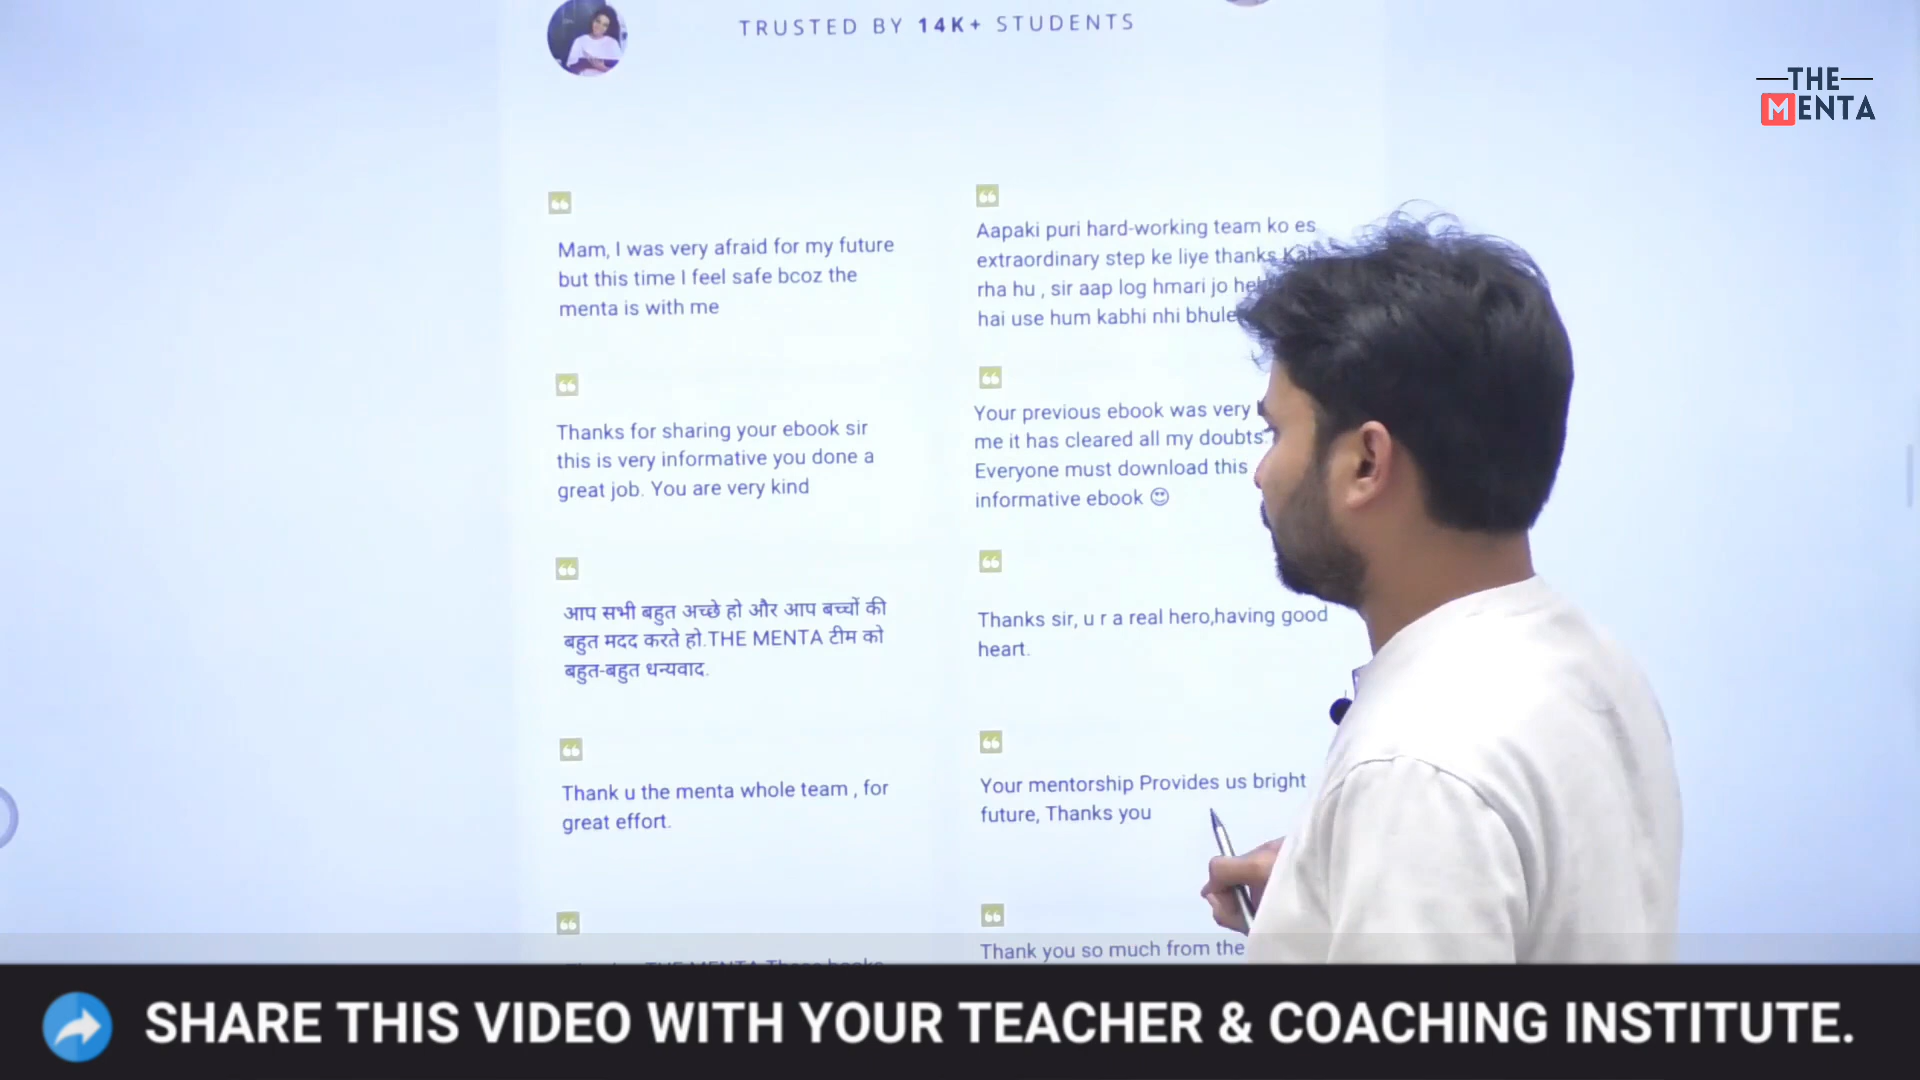 TRUSTED BY 14K+ STUDENTS
THE
MENTA
Mam, I was very afraid for my future
but this time I feel safe bcoz the
menta is with me
Thanks for sharing your ebook sir
this is very informative you done a
great job. You are very kind
आप सभी बहुत अच्छे हो और आप बच्चों की
बहुत मदद करते हो.THE MENTA टीम को
बहुत-बहुत धन्यवाद.
Thank u the menta whole team , for
great effort.
Aapaki puri hard-working team ko es
extraordinary step ke liye thanks
rha hu , sir aap log hmari jo
hai use hum kabhi nhi
Your previous ebook was very
me it has cleared all my doubts.
Everyone must download this
informative ebook 😍
Thanks sir, u r a real hero,having good
heart.
Your mentorship Provides us bright
future, Thanks you
Thank you so much from the
SHARE THIS VIDEO WITH YOUR TEACHER & COACHING INSTITUTE.